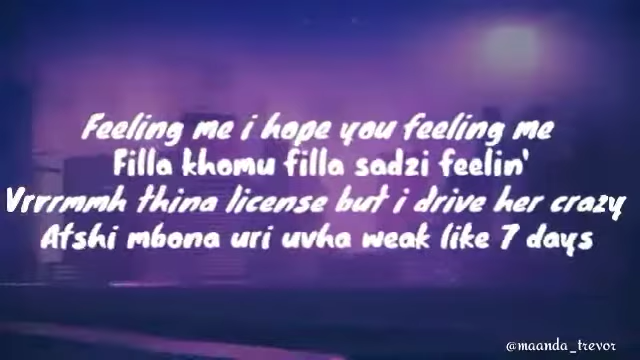 Feeling me i hope you feeling me
Filla khomu filla sadzi feelin'
Vrrrmmh thina license but i drive her crazy
Atshi mbona uri uvha weak like 7 days
@maanda_trevor